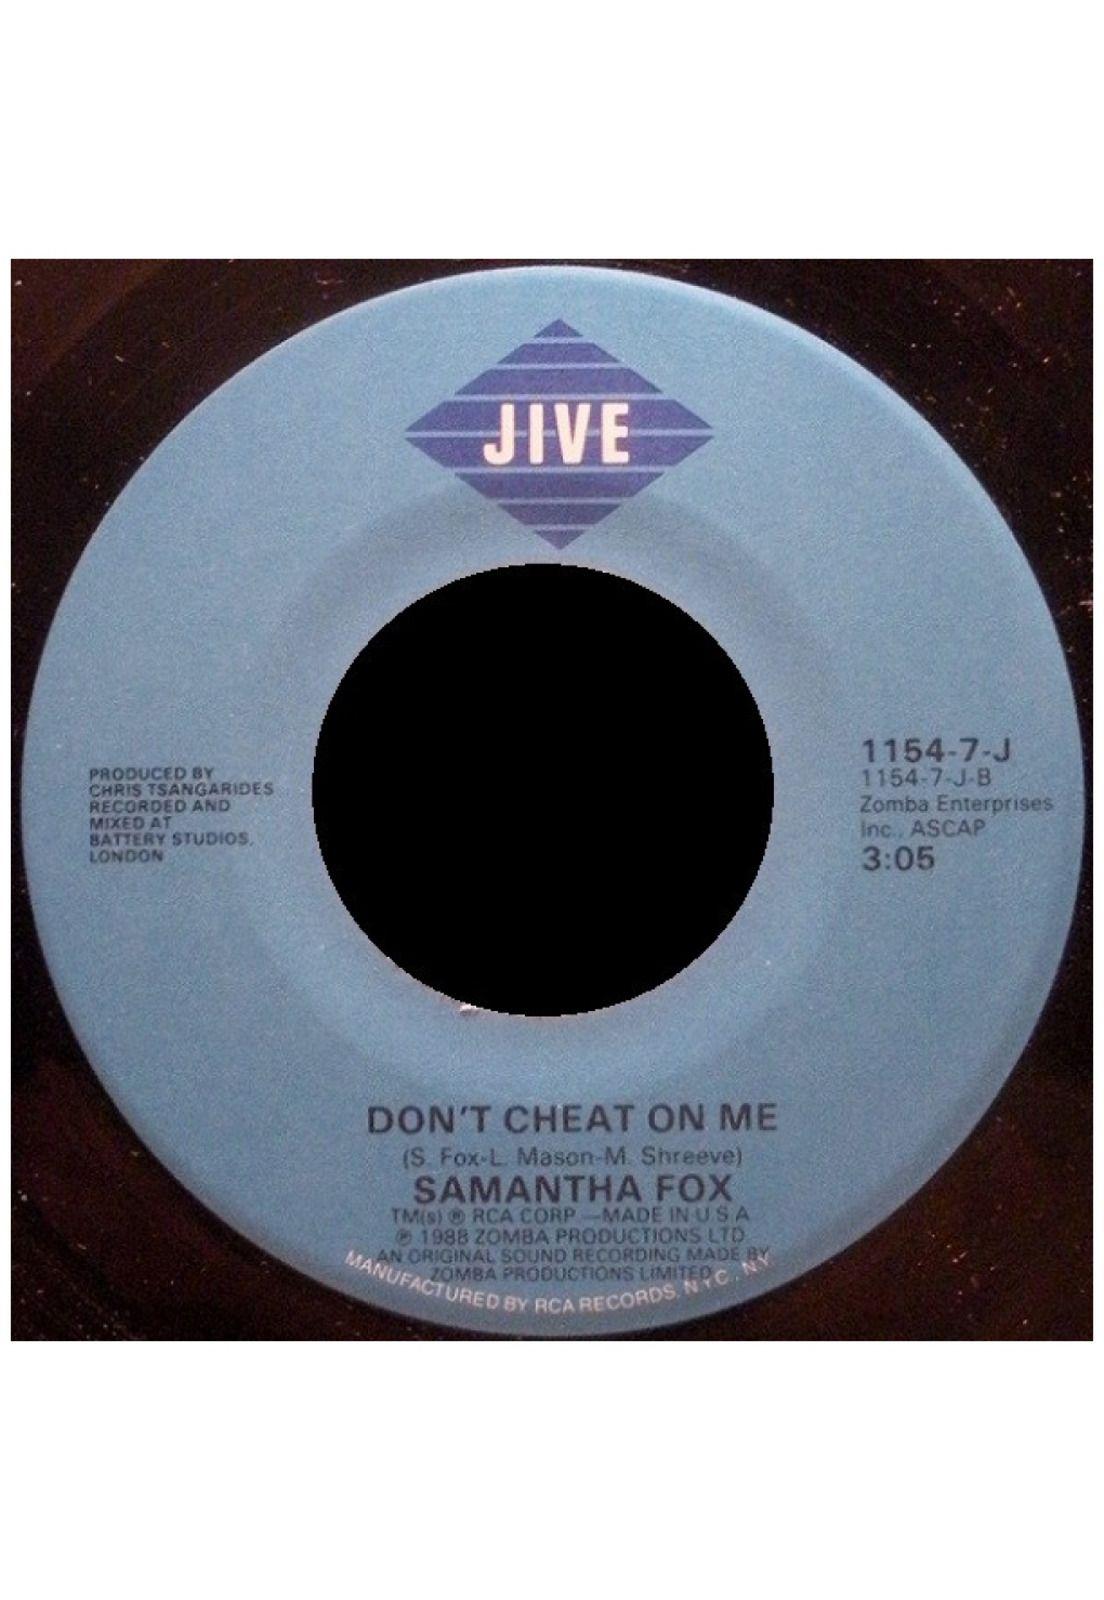 JIVE
PRODUCED BY
CHRIS TSANGARIDES
RECORDED AND
MIXED AT
BATTERY STUDIOS,
LONDON
1154-7-J
1154-7-J-B
Zomba Enterprises
Inc., ASCAP
3:05
DON'T CHEAT ON ME
(S. Fox-L. Mason-M. Shreeve)
SAMANTHA FOX
TM(s) ® RCA CORP —MADE IN U.S.A
℗ 1988 ZOMBA PRODUCTIONS LTD
AN ORIGINAL SOUND RECORDING MADE BY
ZOMBA PRODUCTIONS LIMITED
MANUFACTURED BY RCA RECORDS, NYC, NY